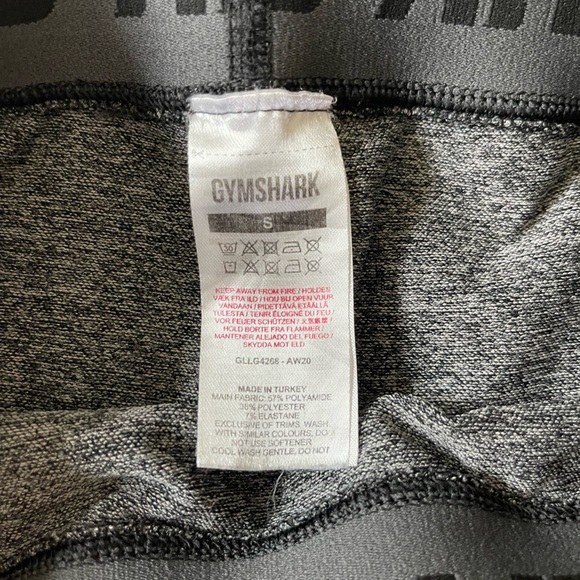 GYMSHARK
S
30
KEEP AWAY FROM FIRE / HOLDES
VÆK FRA ILD / HOU BIJ OPEN VUUR
VANDAAN / PIDETTÄVÄ ETÄÄLLÄ
TULESTA / TENIR ÉLOIGNÉ DU FEU /
VOR FEUER SCHÜTZEN / 火気厳禁 /
HOLD BORTE FRA FLAMMER /
MANTENER ALEJADO DEL FUEGO /
SKYDDA MOT ELD
GLLG4266 - AW20
MADE IN TURKEY
MAIN FABRIC: 57% POLYAMIDE
36% POLYESTER
7% ELASTANE
EXCLUSIVE OF TRIMS. WASH
WITH SIMILAR COLOURS, DO
NOT USE SOFTENER
COOL WASH GENTLE, DO NOT